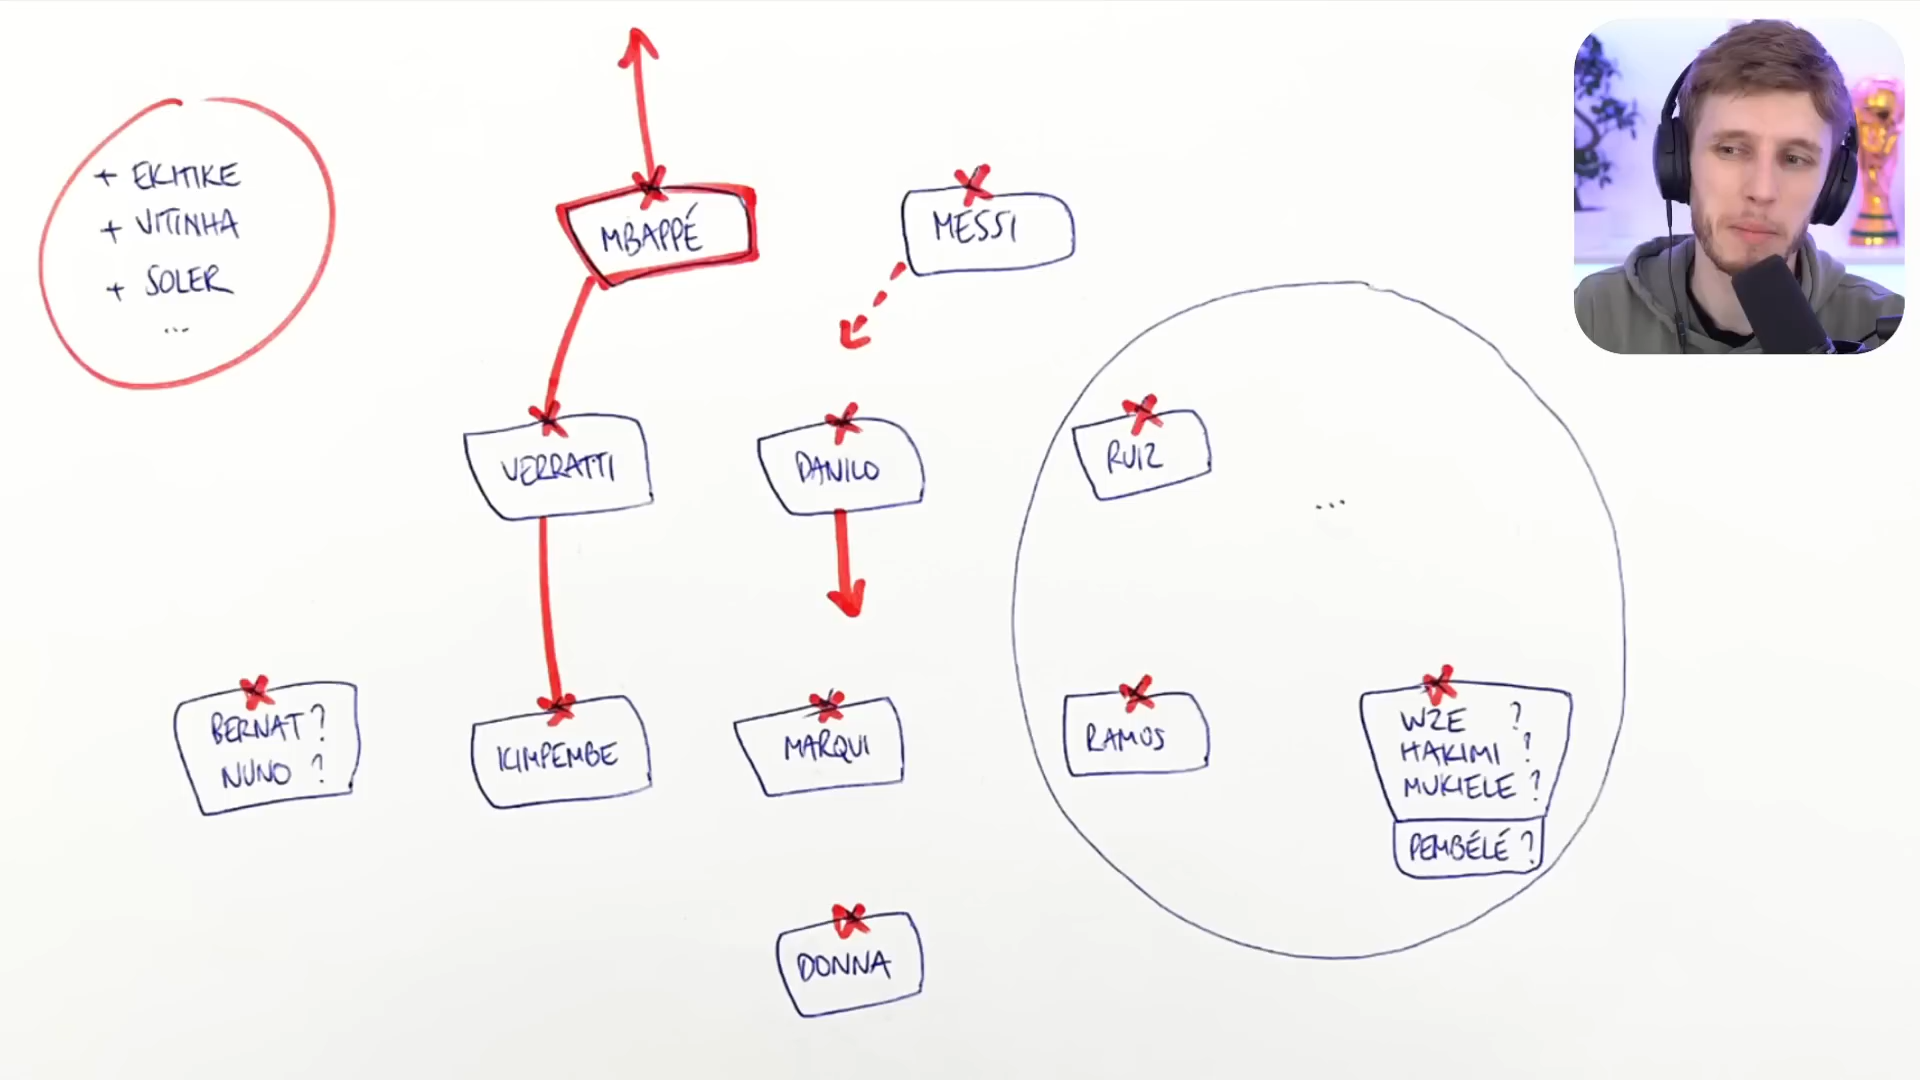 + EKITIKE
+ VITINHA
+ SOLER
...
MBAPPÉ
MESSI
VERRATTI
DANILO
RUIZ
...
BERNAT ?
NUNO ?
KIMPEMBE
MARQUI
RAMOS
WZE ?
HAKIMI ?
MUKIELE ?
PEMBÉLÉ ?
DONNA